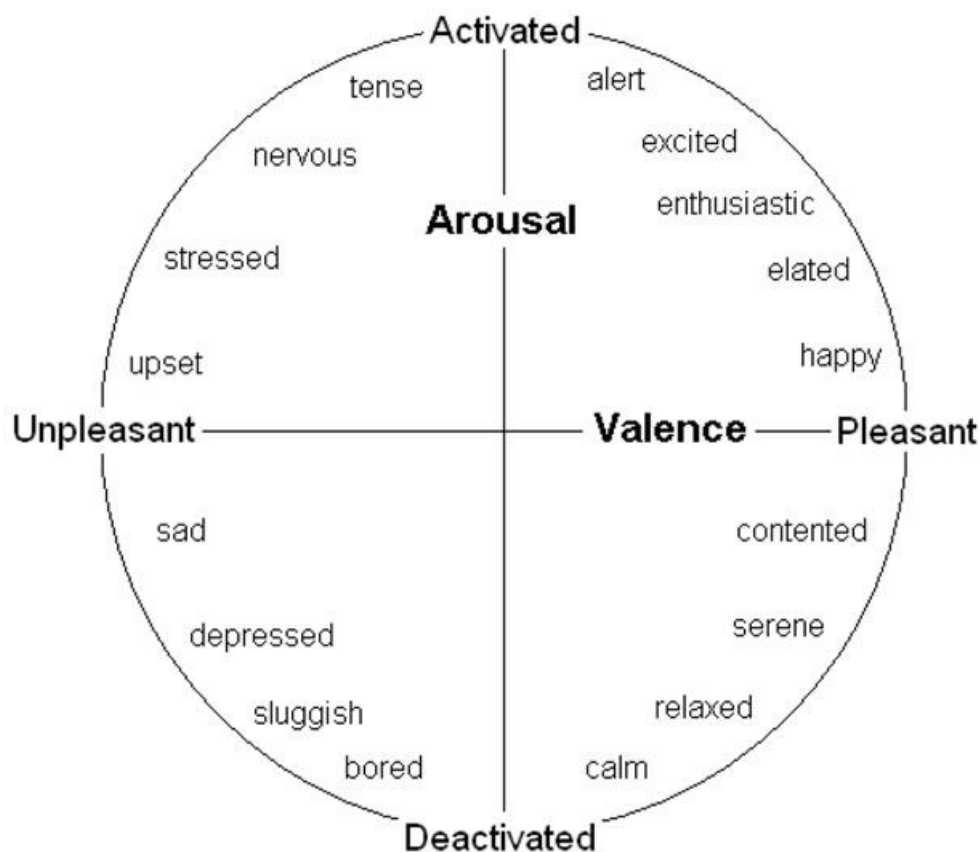 Activated
tense alert
nervous excited
enthusiastic
Arousal
stressed elated
upset happy
Unpleasant Valence Pleasant
sad contented
depressed serene
sluggish relaxed
bored calm
Deactivated